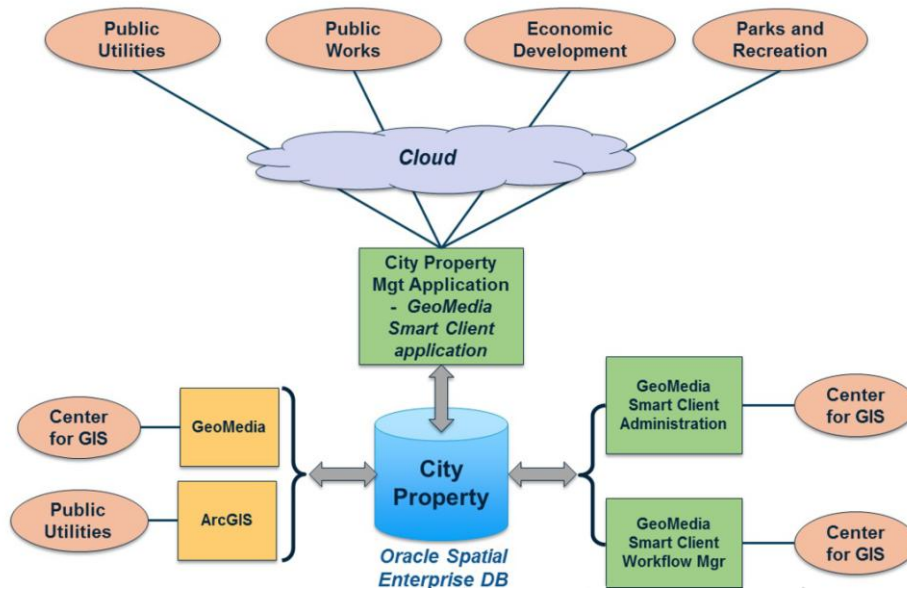 Public
Utilities
Public
Works
Economic
Development
Parks and
Recreation
Cloud
City Property
Mgt Application
- GeoMedia
Smart Client
application
Center
for GIS
GeoMedia
Public
Utilities
ArcGIS
City
Property
Oracle Spatial
Enterprise DB
GeoMedia
Smart Client
Administration
Center
for GIS
GeoMedia
Smart Client
Workflow Mgr
Center
for GIS